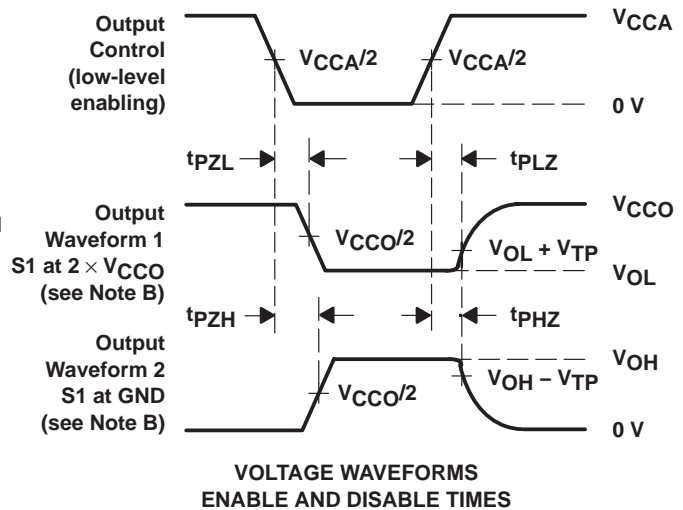 Output
Control
(low-level
enabling)
VCCA/2
VCCA/2
VCCA
0 V
tPZL
tPLZ
Output
Waveform 1
S1 at 2 × VCCO
(see Note B)
VCCO/2
VCCO
VOL + VTP
VOL
tPZH
tPHZ
Output
Waveform 2
S1 at GND
(see Note B)
VCCO/2
VOH
VOH − VTP
0 V
VOLTAGE WAVEFORMS
ENABLE AND DISABLE TIMES